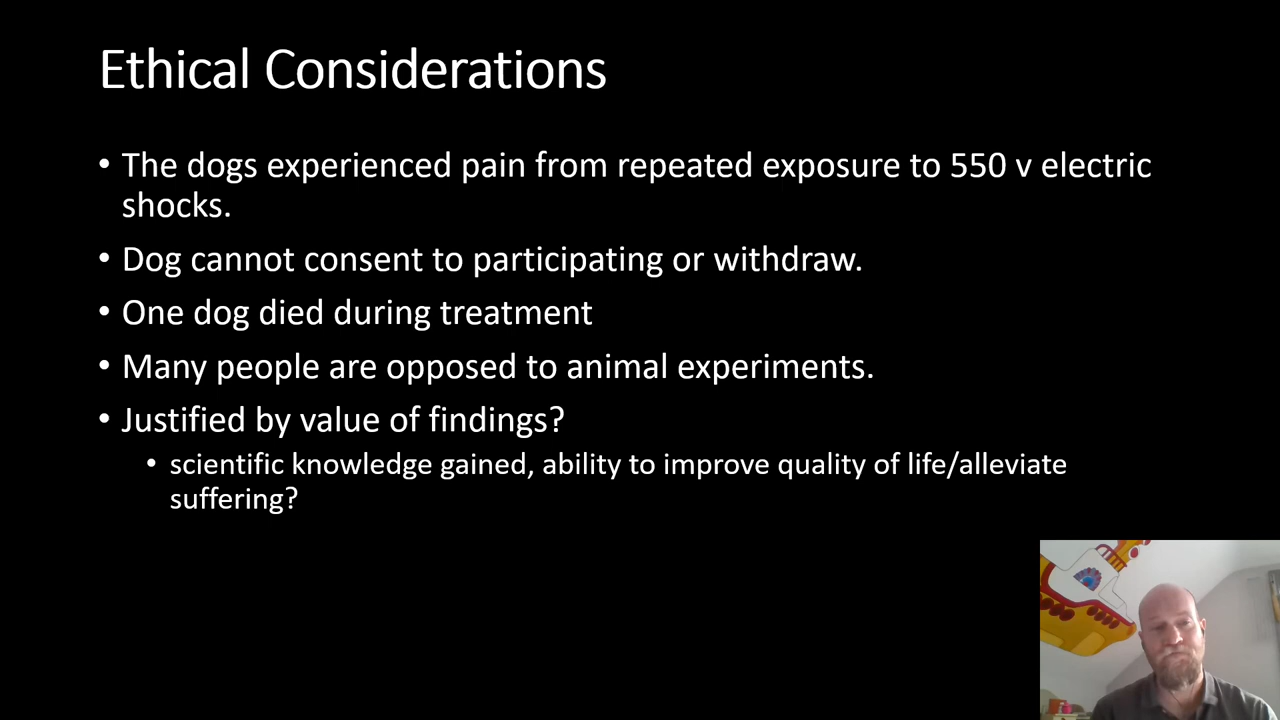 Ethical Considerations
• The dogs experienced pain from repeated exposure to 550 v electric
shocks.
• Dog cannot consent to participating or withdraw.
• One dog died during treatment
• Many people are opposed to animal experiments.
• Justified by value of findings?
• scientific knowledge gained, ability to improve quality of life/alleviate
suffering?